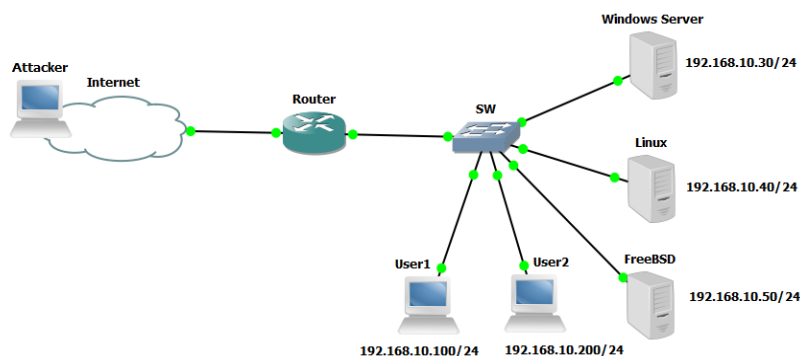 Windows Server
192.168.10.30/24
Attacker
Internet
Router
SW
Linux
192.168.10.40/24
User1
User2
FreeBSD
192.168.10.50/24
192.168.10.100/24
192.168.10.200/24